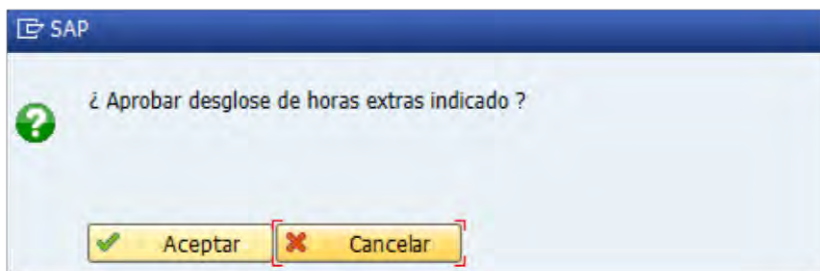 SAP
¿ Aprobar desglose de horas extras indicado ?
Aceptar Cancelar